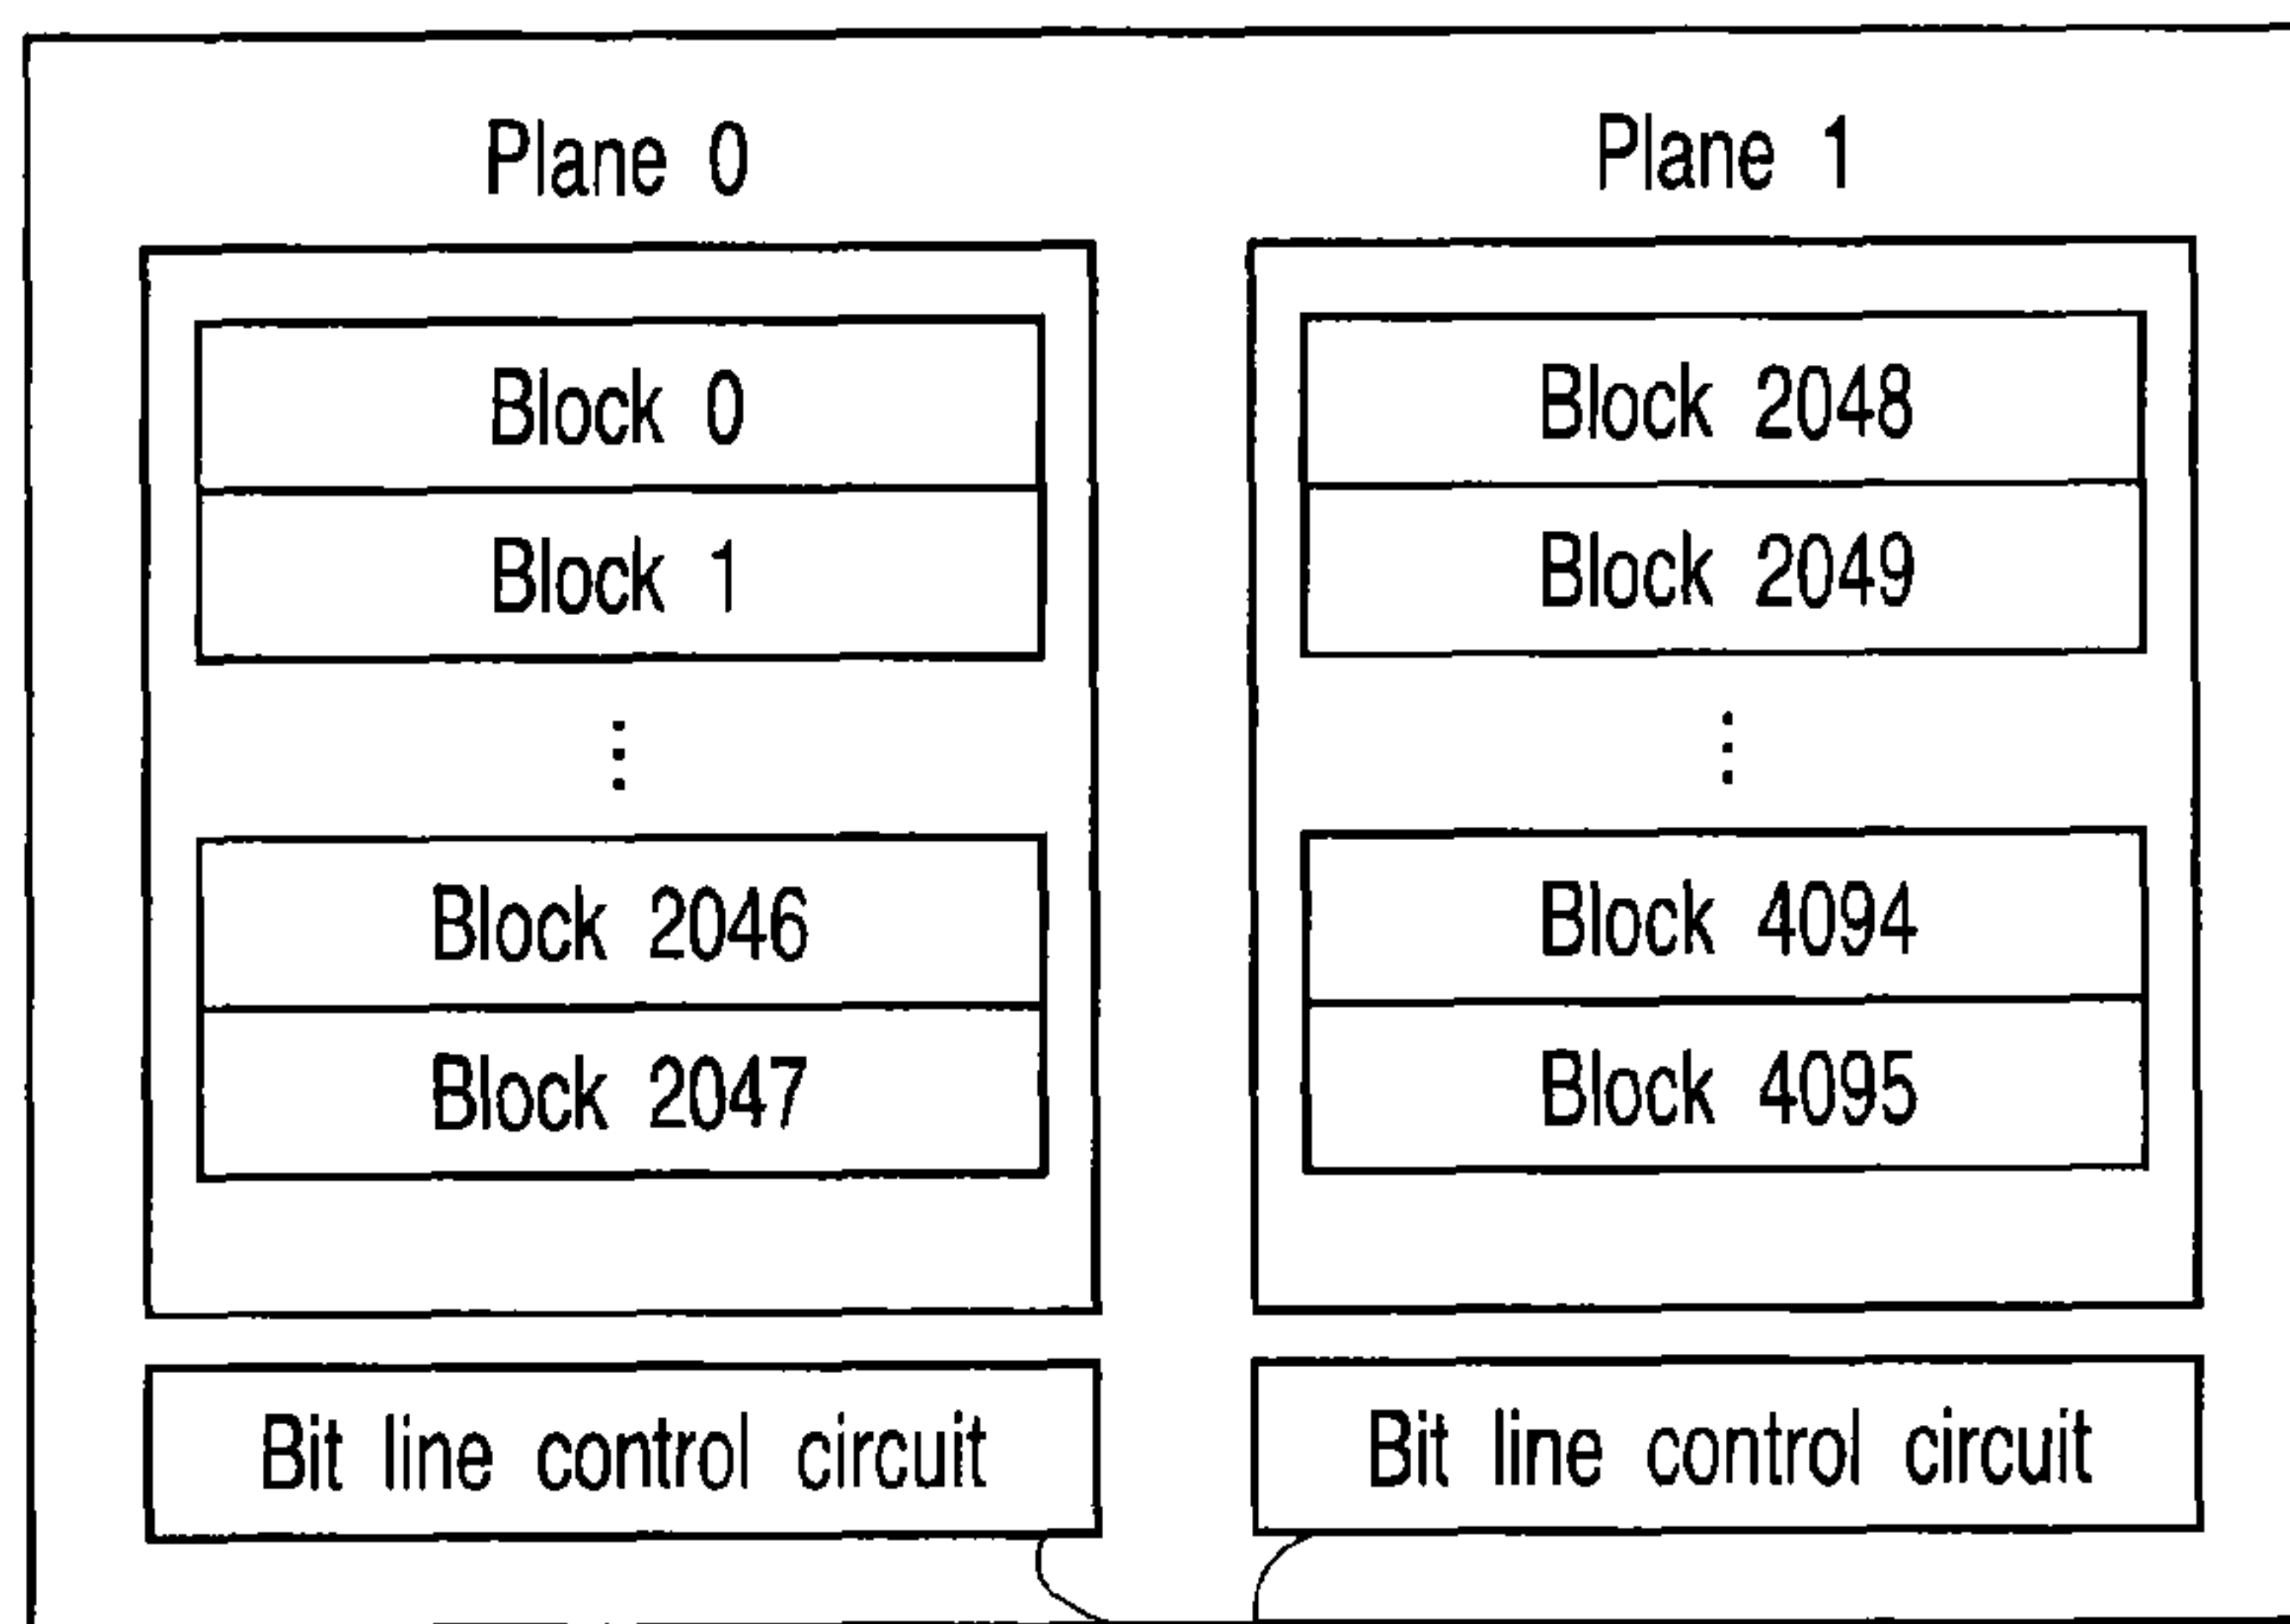 Plane 0
Block 0
Block 1
Block 2046
Block 2047
Bit line control circuit
Plane 1
Block 2048
Block 2049
Block 4094
Block 4095
Bit line control circuit